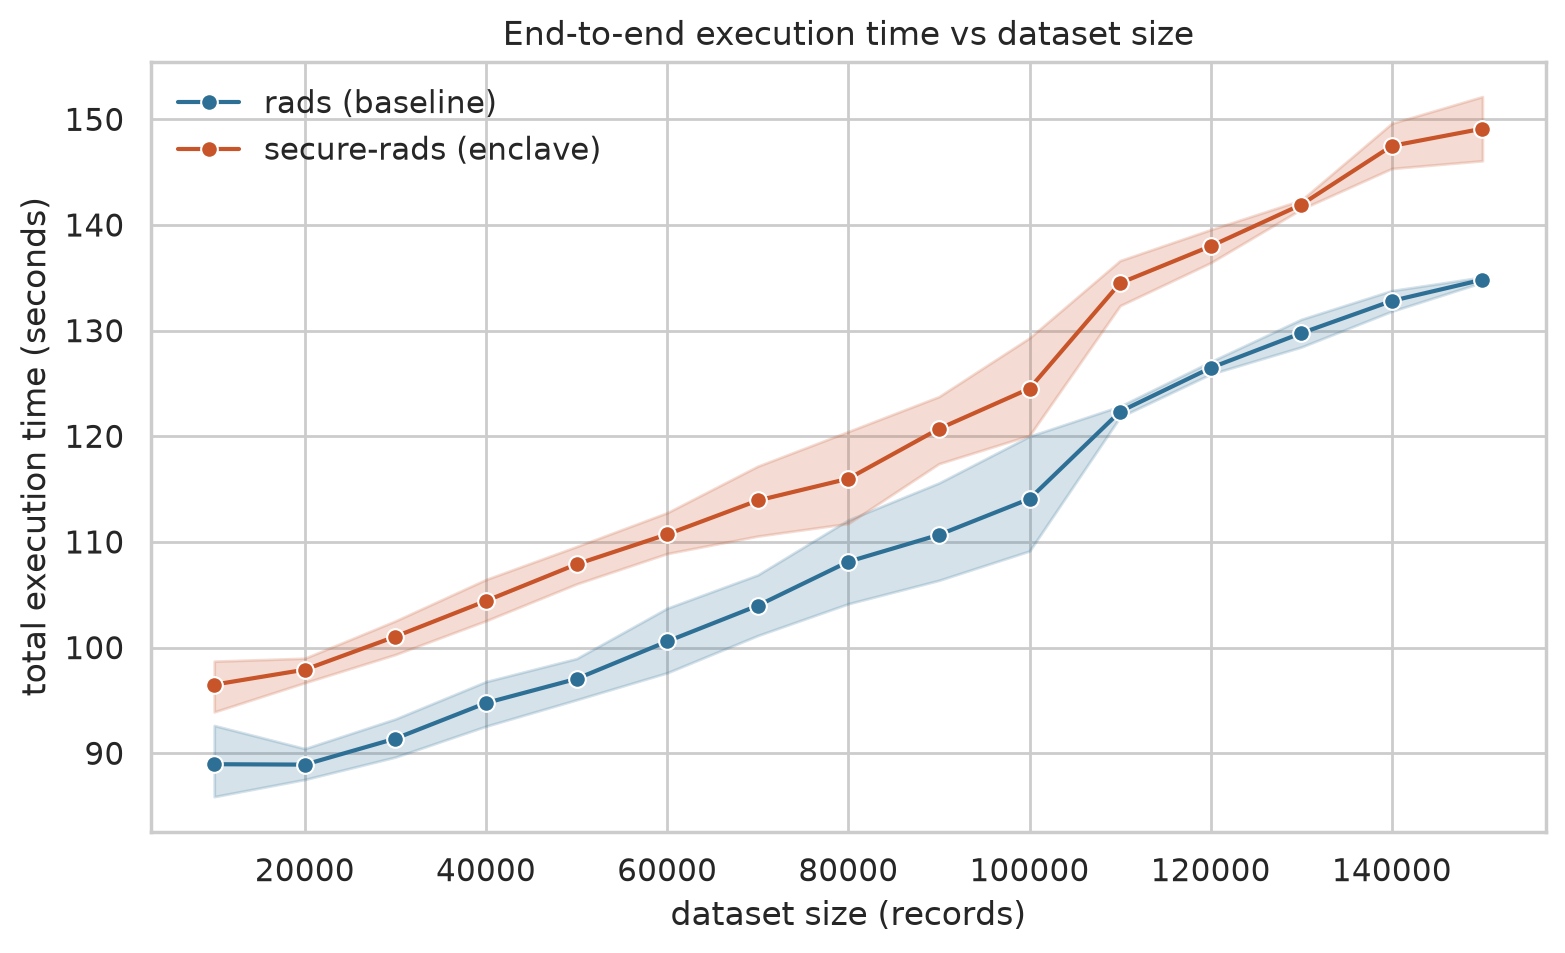 End-to-end execution time vs dataset size
rads (baseline)
secure-rads (enclave)
total execution time (seconds)
150
140
130
120
110
100
90
20000 40000 60000 80000 100000 120000 140000
dataset size (records)